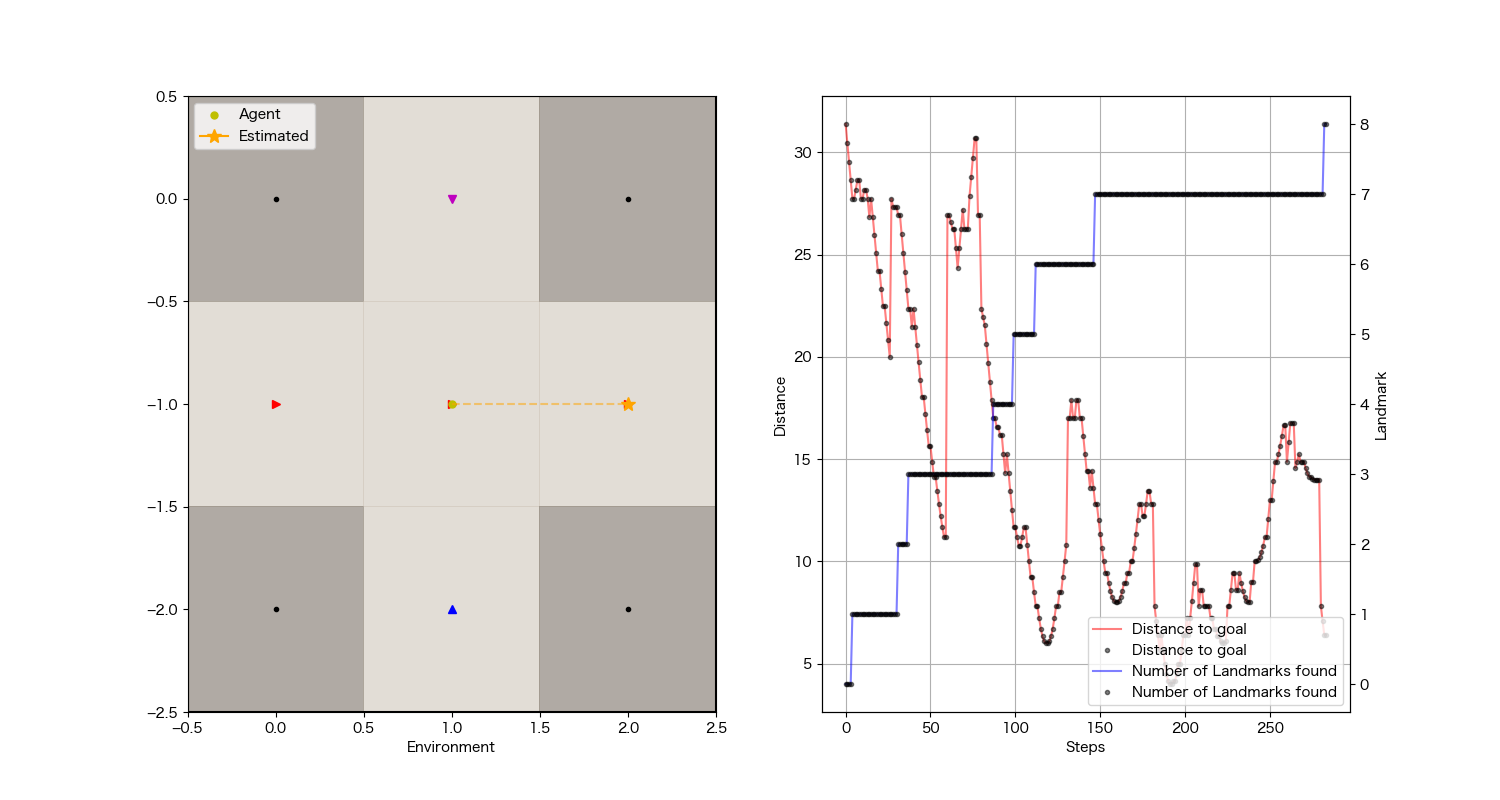 0.5
0.0
−0.5
−1.0
−1.5
−2.0
−2.5
Agent
Estimated
−0.5 0.0 0.5 1.0 1.5 2.0 2.5
Environment
Distance
30
25
20
15
10
5
0 50 100 150 200 250
Steps
8
7
6
5
4
3
2
1
0
Landmark
Distance to goal
Distance to goal
Number of Landmarks found
Number of Landmarks found